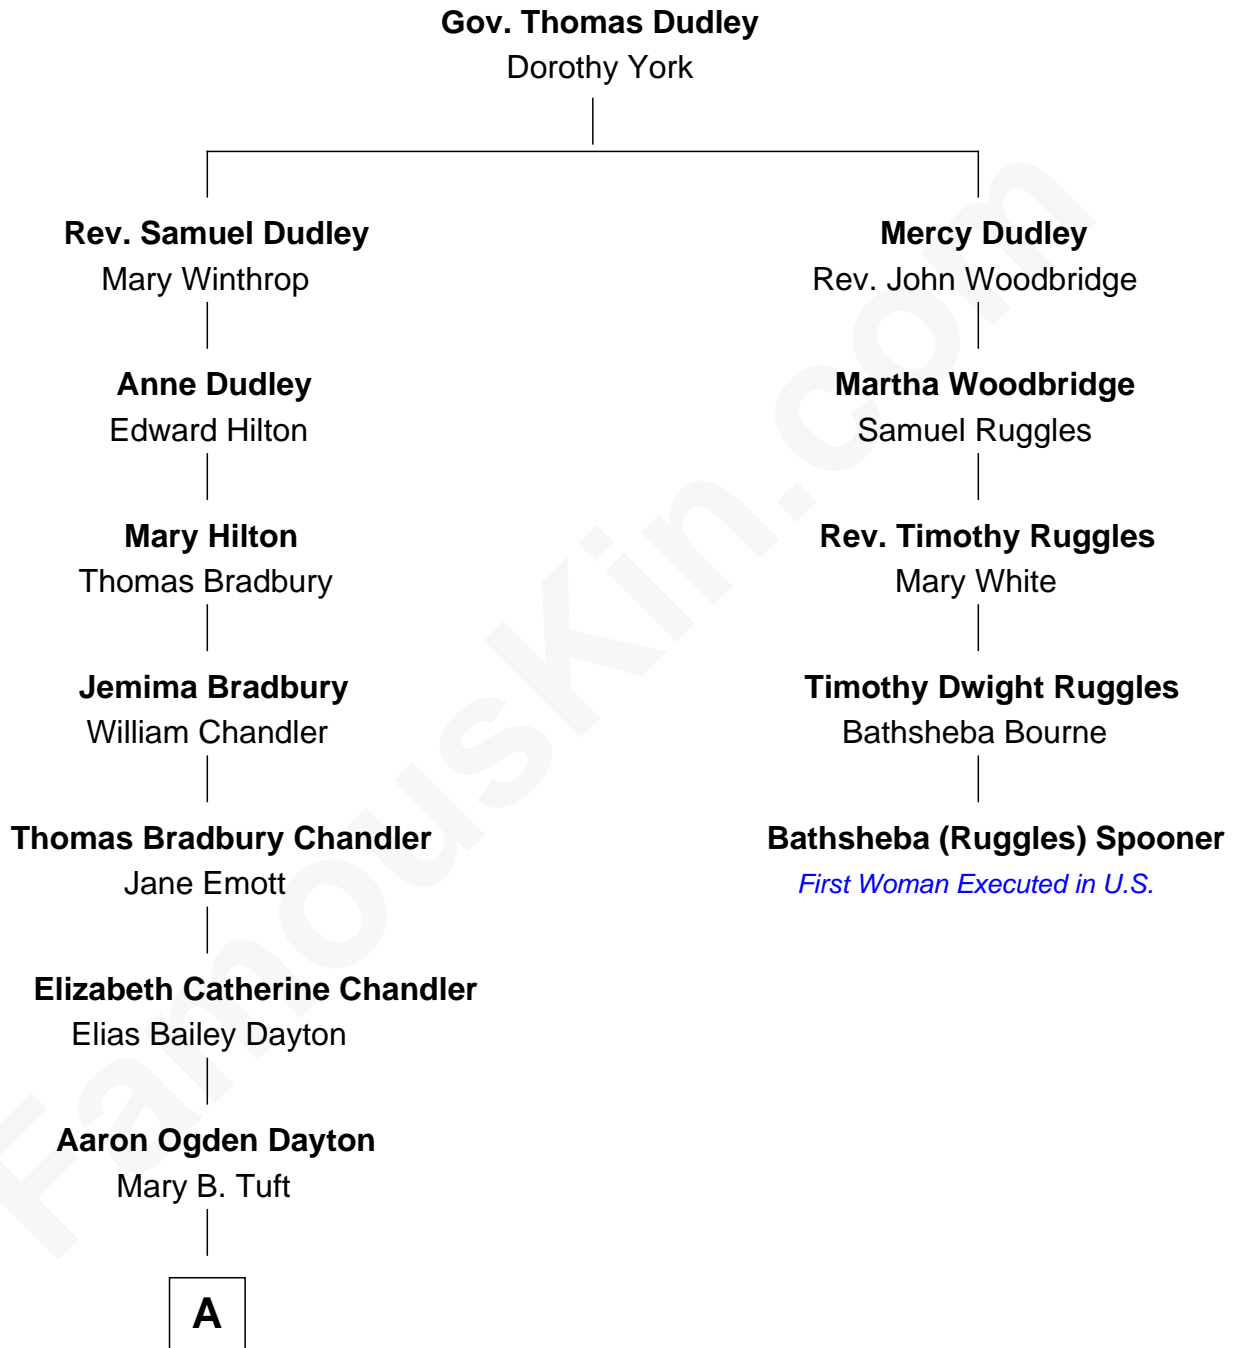 Gov. Thomas Dudley
Dorothy York
Rev. Samuel Dudley
Mary Winthrop
Mercy Dudley
Rev. John Woodbridge
Anne Dudley
Edward Hilton
Martha Woodbridge
Samuel Ruggles
Mary Hilton
Thomas Bradbury
Rev. Timothy Ruggles
Mary White
Jemima Bradbury
William Chandler
Timothy Dwight Ruggles
Bathsheba Bourne
Thomas Bradbury Chandler
Jane Emott
Bathsheba (Ruggles) Spooner
First Woman Executed in U.S.
Elizabeth Catherine Chandler
Elias Bailey Dayton
Aaron Ogden Dayton
Mary B. Tuft
A
FamousKin.com